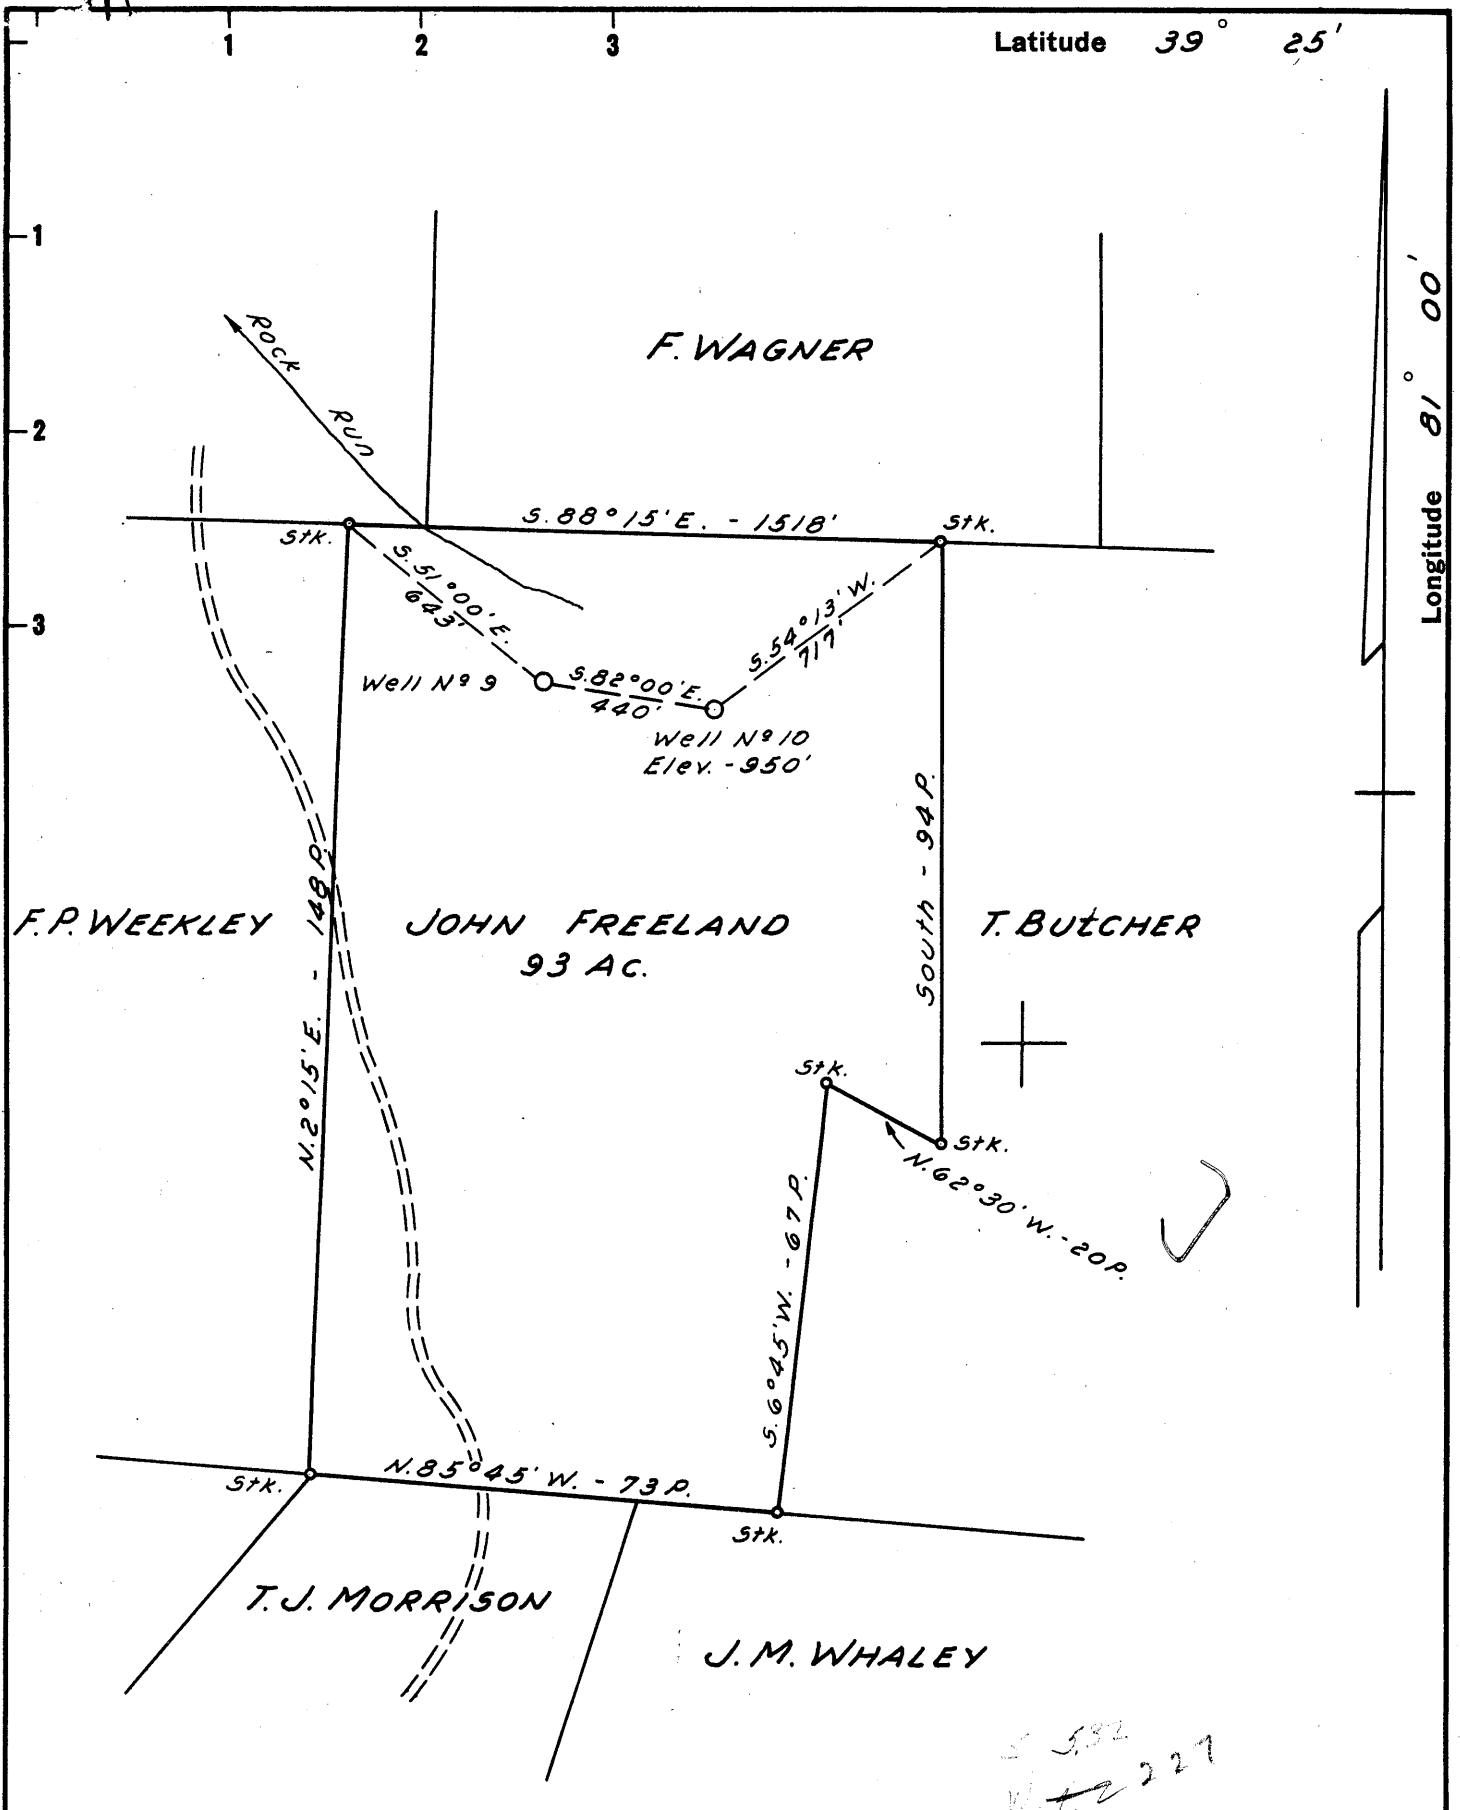 1 2 3
Latitude 39° 25'
1
2
3
Longitude 81° 00'
F. WAGNER
ROCK RUN
S. 88° 15' E. - 1518'
Stk.
Stk.
S. 51° 00' E.
643'
S. 54° 13' W.
717'
Well Nº 9
S. 82° 00' E.
440'
Well Nº 10
Elev. - 950'
N. 2° 15' E. - 148 P.
South - 94 P.
F. P. WEEKLEY
JOHN FREELAND
93 AC.
T. BUTCHER
Stk.
Stk.
N. 62° 30' W. - 20 P.
S. 6° 45' W. - 67 P.
N. 85° 45' W. - 73 P.
Stk.
Stk.
T. J. MORRISON
J. M. WHALEY
S 532
W 227